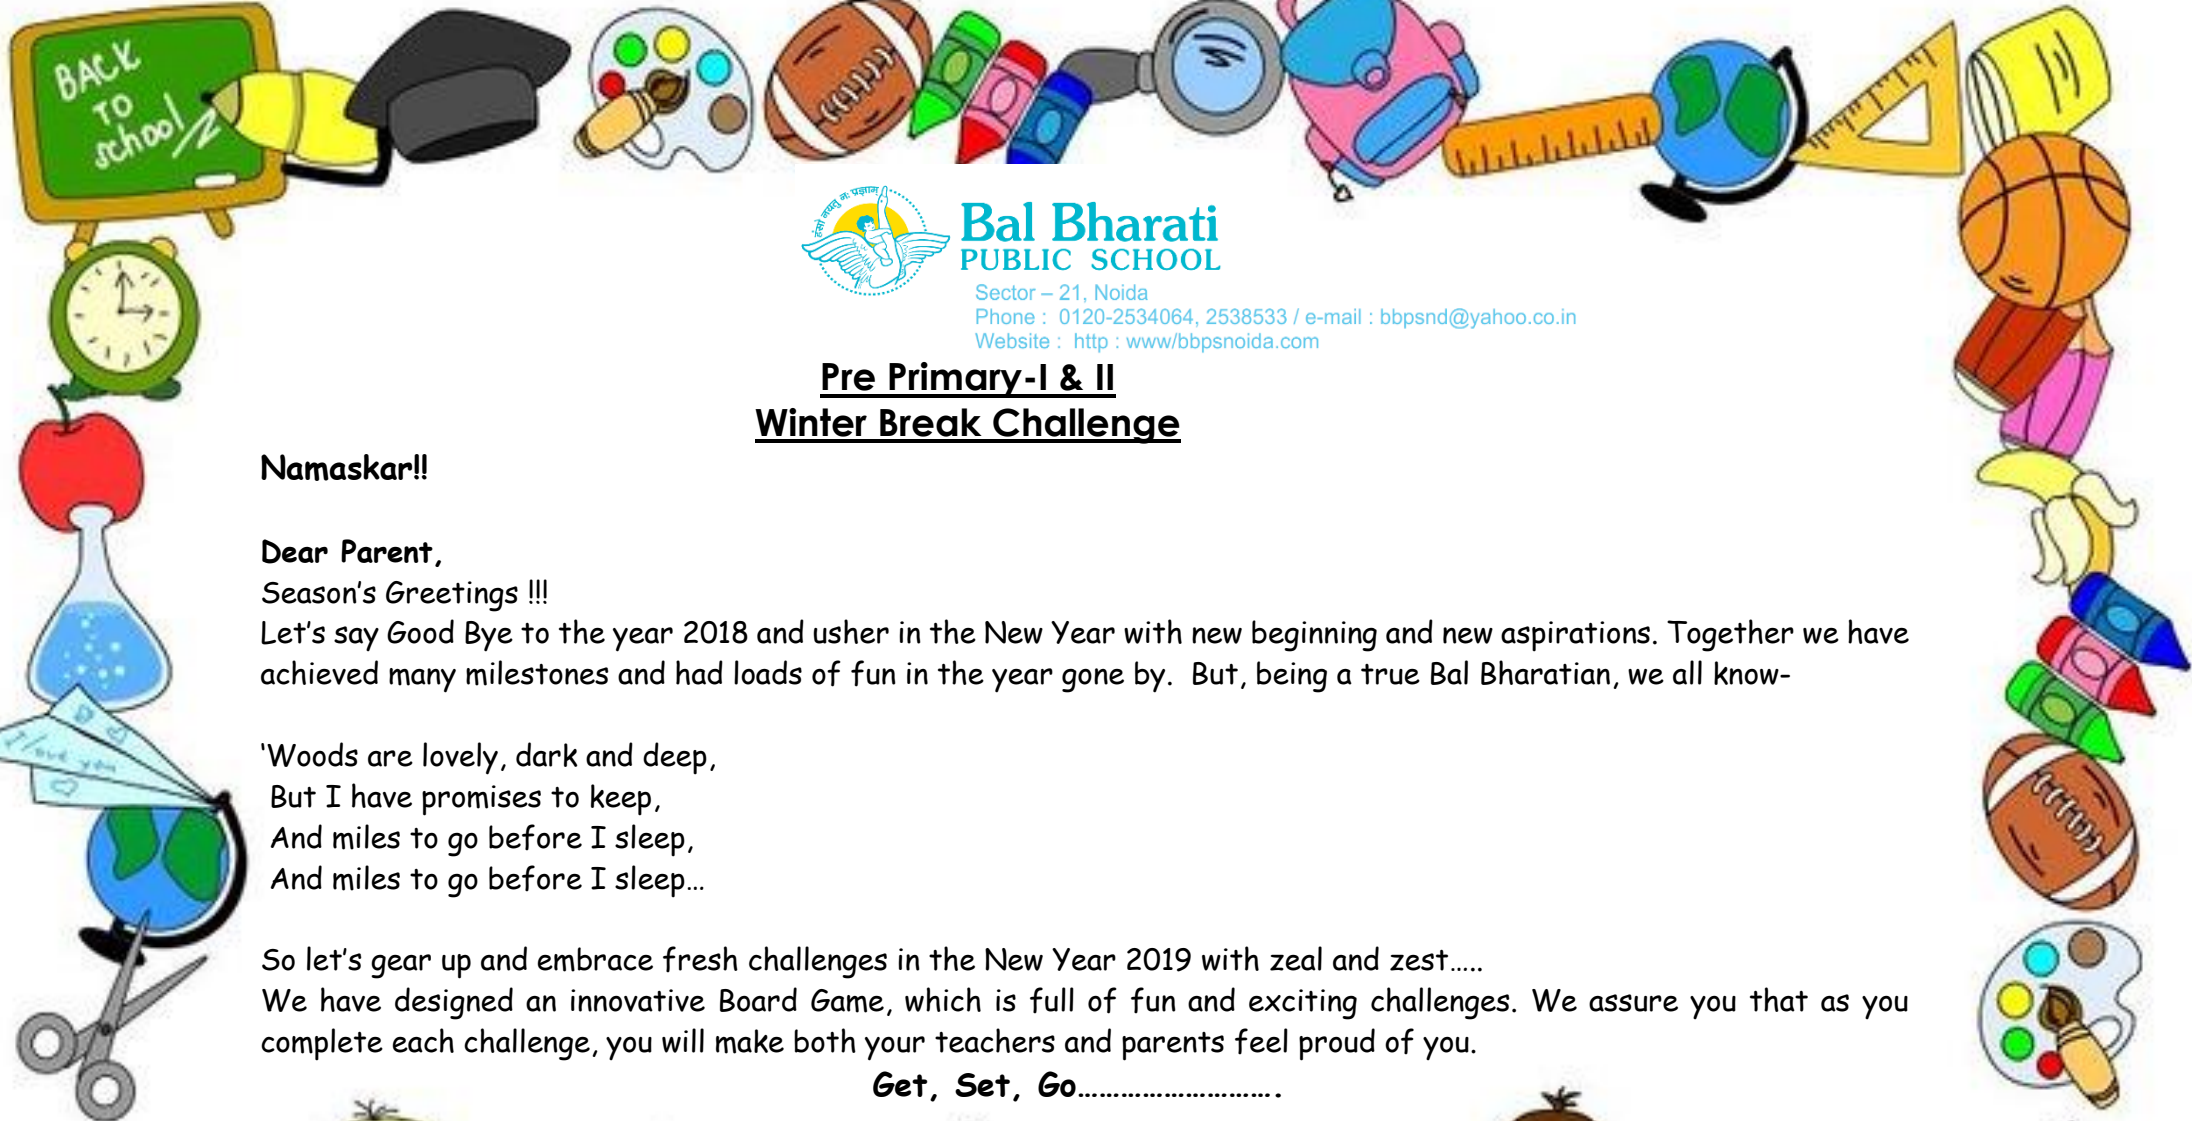 BACK
TO
school
हंसो नयतु नः प्रज्ञाम्
Bal Bharati
PUBLIC SCHOOL
Sector – 21, Noida
Phone : 0120-2534064, 2538533 / e-mail : bbpsnd@yahoo.co.in
Website : http : www/bbpsnoida.com
Pre Primary-I & II
Winter Break Challenge
Namaskar!!
Dear Parent,
Season's Greetings !!!
Let's say Good Bye to the year 2018 and usher in the New Year with new beginning and new aspirations. Together we have
achieved many milestones and had loads of fun in the year gone by. But, being a true Bal Bharatian, we all know-
'Woods are lovely, dark and deep,
But I have promises to keep,
And miles to go before I sleep,
And miles to go before I sleep…
I love you
So let's gear up and embrace fresh challenges in the New Year 2019 with zeal and zest…..
We have designed an innovative Board Game, which is full of fun and exciting challenges. We assure you that as you
complete each challenge, you will make both your teachers and parents feel proud of you.
Get, Set, Go……………………….